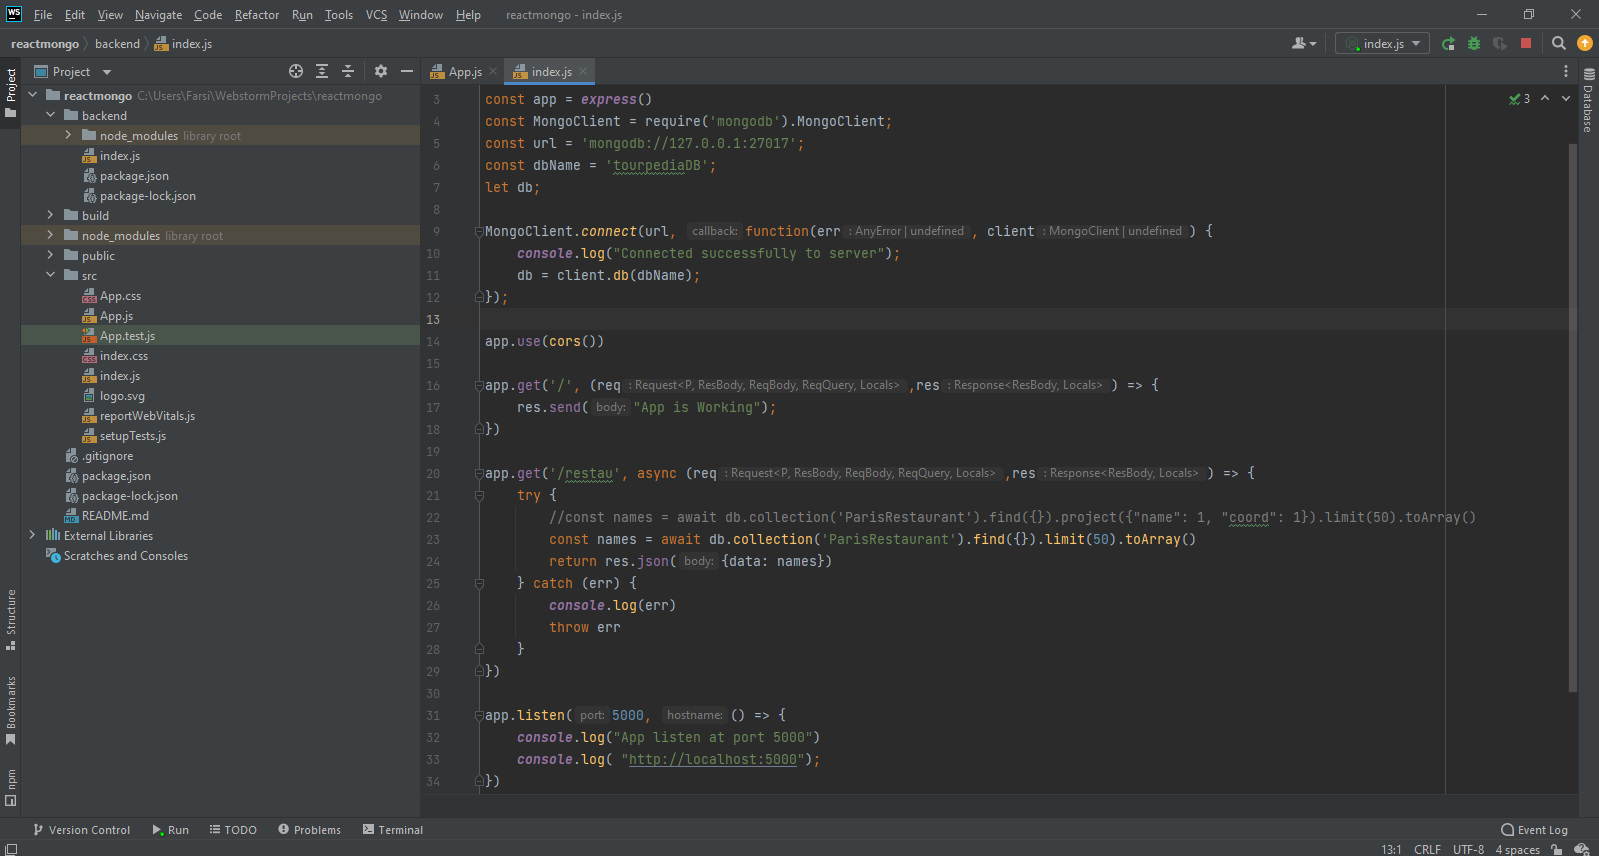 WS File Edit View Navigate Code Refactor Run Tools VCS Window Help reactmongo - index.js
reactmongo backend index.js
index.js
Project
Project
reactmongo C:\Users\Farsi\WebstormProjects\reactmongo
backend
node_modules library root
index.js
package.json
package-lock.json
build
node_modules library root
public
src
App.css
App.js
App.test.js
index.css
index.js
logo.svg
reportWebVitals.js
setupTests.js
.gitignore
package.json
package-lock.json
README.md
External Libraries
Scratches and Consoles
Structure
Bookmarks
npm
App.js index.js
3 const app = express()
4 const MongoClient = require('mongodb').MongoClient;
5 const url = 'mongodb://127.0.0.1:27017';
6 const dbName = 'tourpediaDB';
7 let db;
8
9 MongoClient.connect(url, callback: function(err : AnyError | undefined , client : MongoClient | undefined ) {
10 console.log("Connected successfully to server");
11 db = client.db(dbName);
12 });
13
14 app.use(cors())
15
16 app.get('/', (req : Request<P, ResBody, ReqBody, ReqQuery, Locals> ,res : Response<ResBody, Locals> ) => {
17 res.send( body: "App is Working");
18 })
19
20 app.get('/restau', async (req : Request<P, ResBody, ReqBody, ReqQuery, Locals> ,res : Response<ResBody, Locals> ) => {
21 try {
22 //const names = await db.collection('ParisRestaurant').find({}).project({"name": 1, "coord": 1}).limit(50).toArray()
23 const names = await db.collection('ParisRestaurant').find({}).limit(50).toArray()
24 return res.json( body: {data: names})
25 } catch (err) {
26 console.log(err)
27 throw err
28 }
29 })
30
31 app.listen( port: 5000, hostname: () => {
32 console.log("App listen at port 5000")
33 console.log( "http://localhost:5000");
34 })
3
Database
Version Control Run TODO Problems Terminal Event Log
13:1 CRLF UTF-8 4 spaces